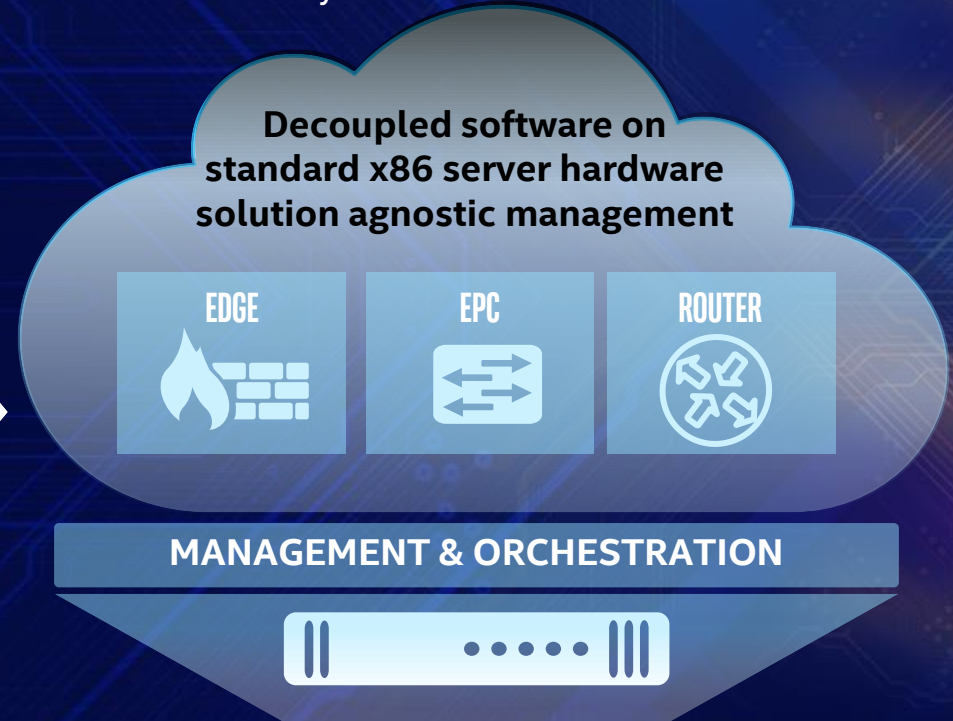 Decoupled software on
standard x86 server hardware
solution agnostic management
EDGE
EPC
ROUTER
MANAGEMENT & ORCHESTRATION